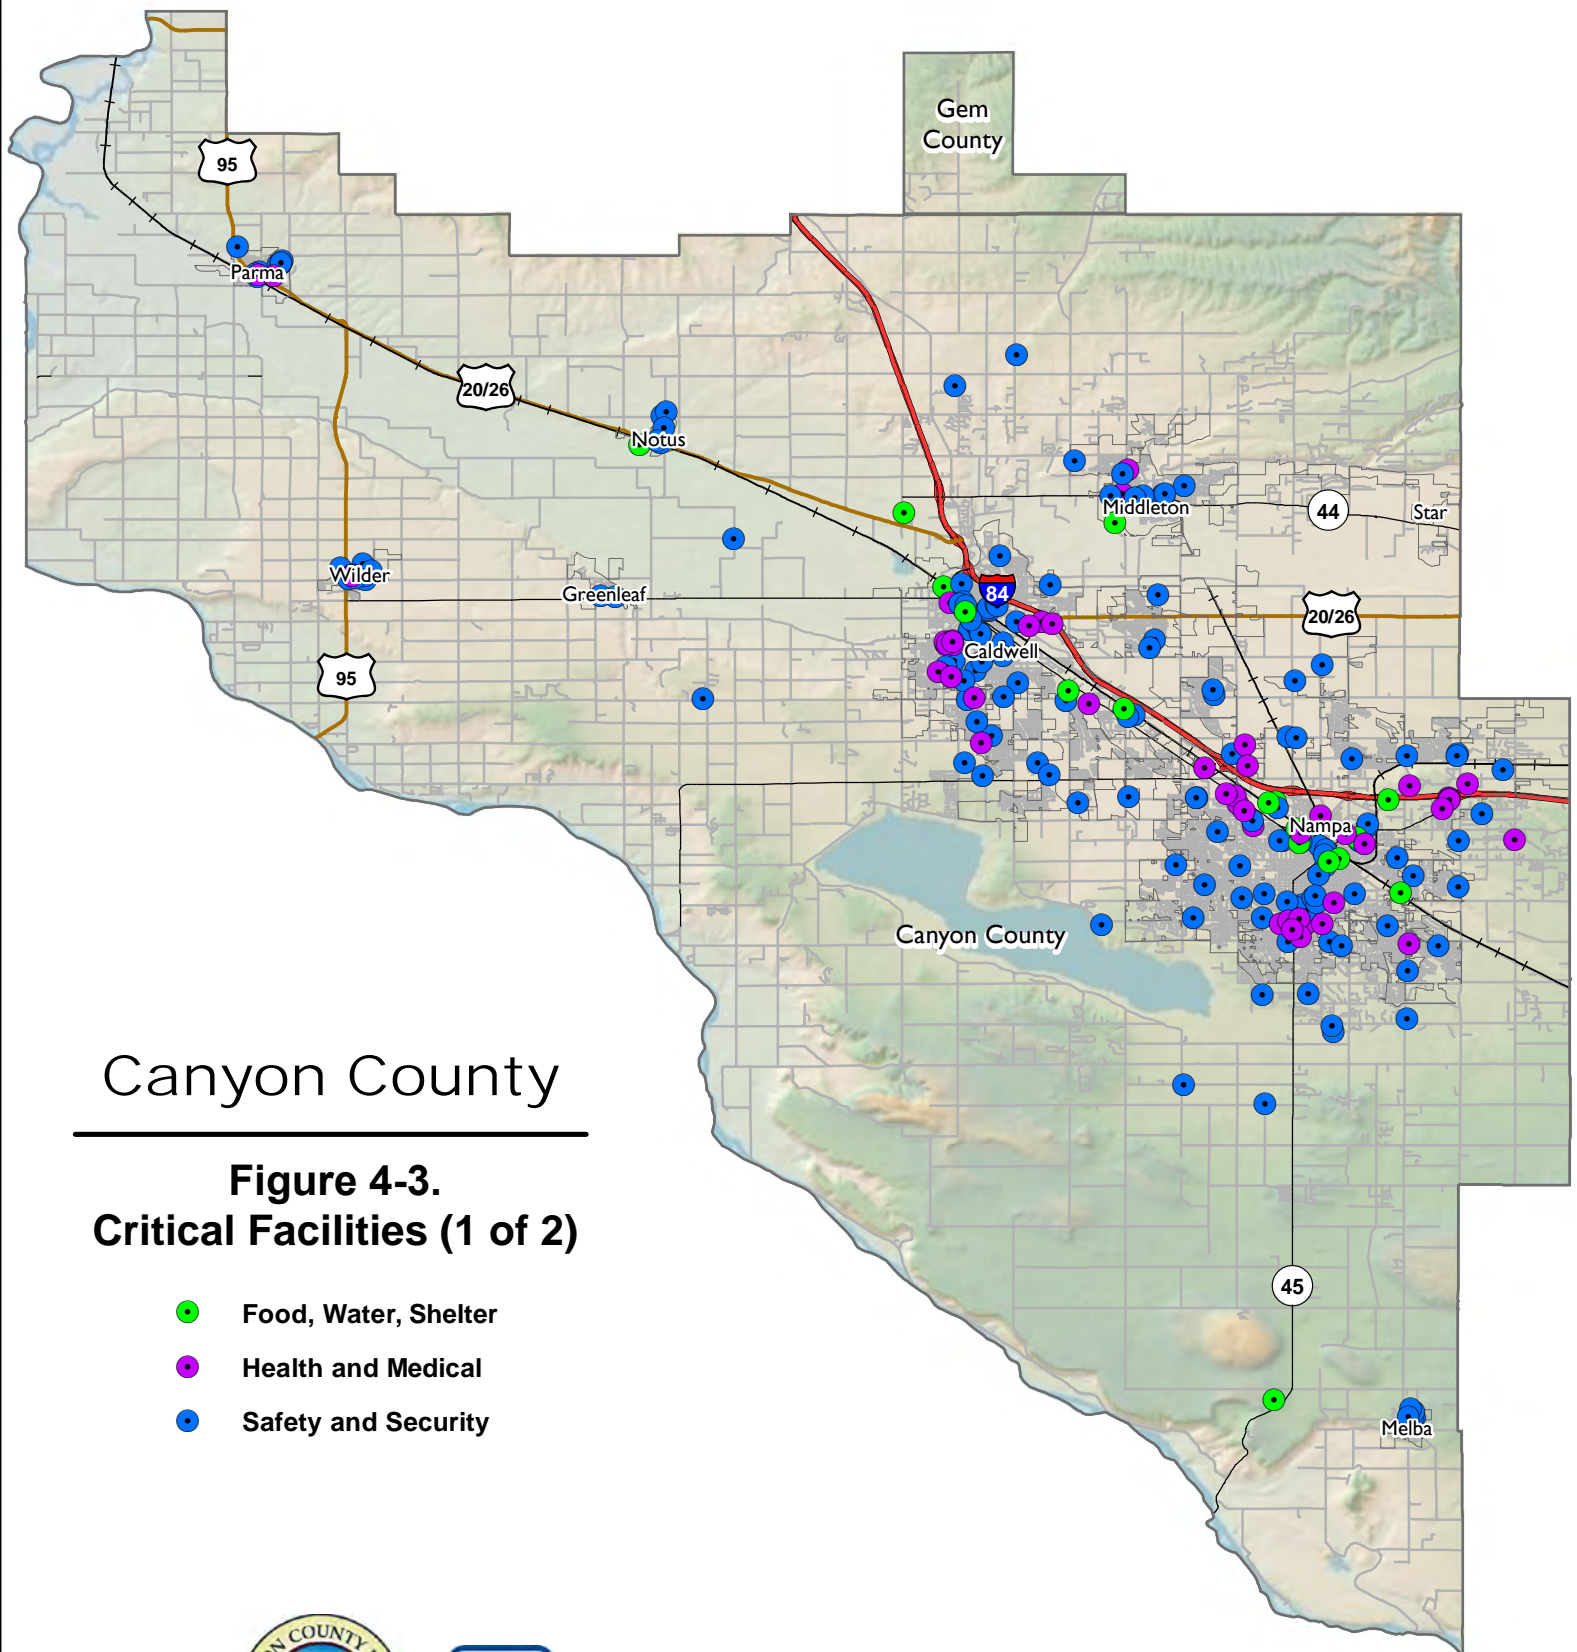 Gem
County
95
Parma
20/26
Notus
Middleton
44
Star
Wilder
Greenleaf
84
20/26
Caldwell
95
Nampa
Canyon County
Canyon County
Figure 4-3.
Critical Facilities (1 of 2)
Food, Water, Shelter
Health and Medical
Safety and Security
45
Melba
COUNTY